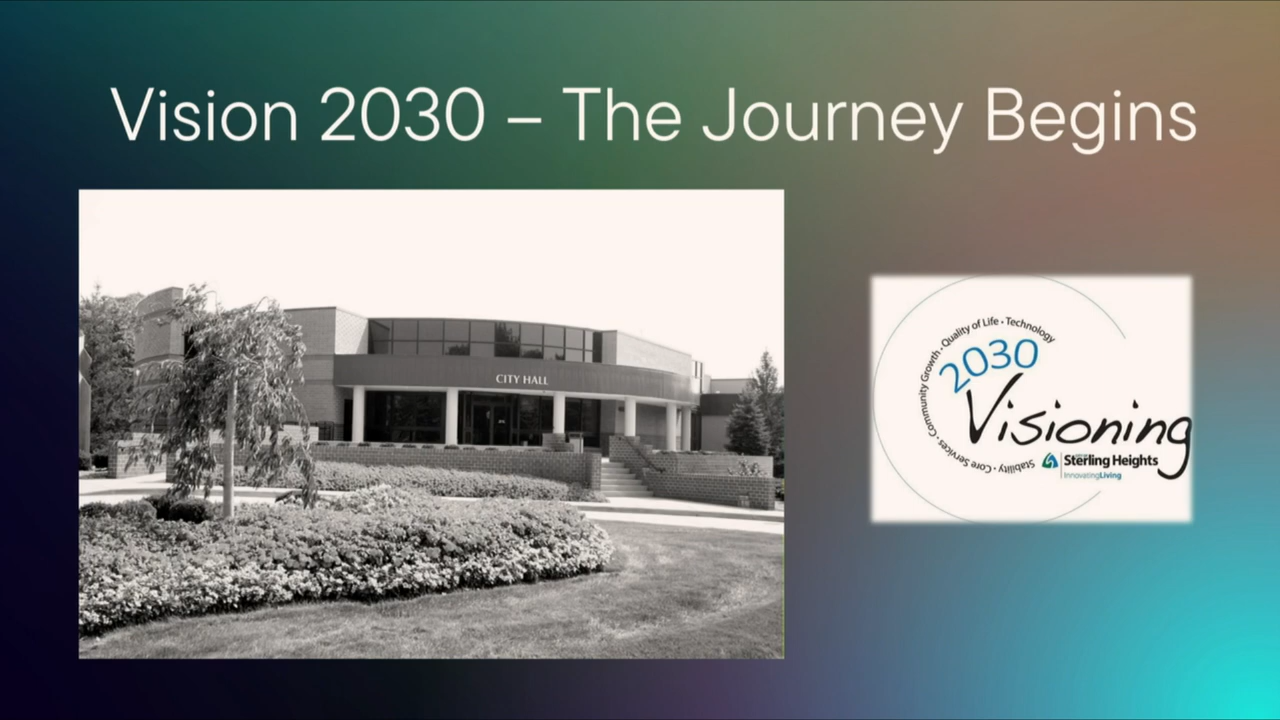 Vision 2030 – The Journey Begins
CITY HALL
Stability • Core Services • Community Growth • Quality of Life • Technology
2030
Visioning
Sterling Heights
InnovatingLiving